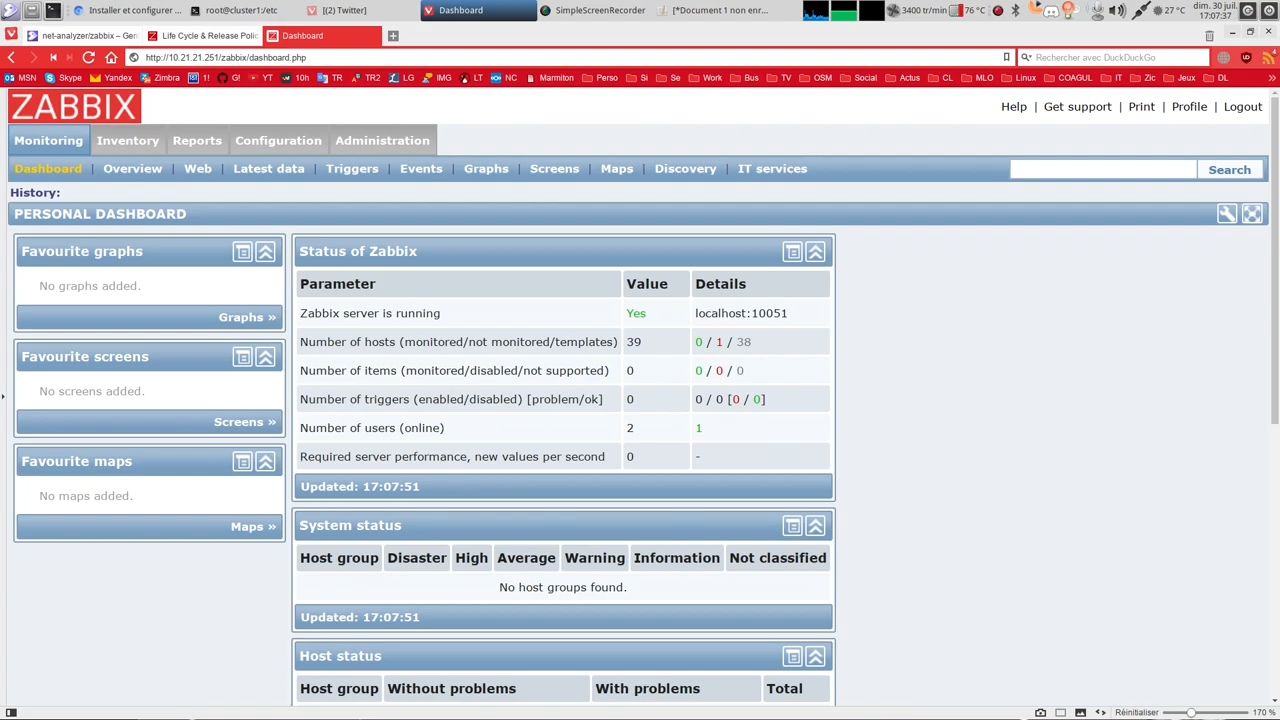 Installer et configurer ...
root@cluster1:/etc
[(2) Twitter]
Dashboard
SimpleScreenRecorder
[*Document 1 non enr...
3400 tr/min
76 °C
27 °C
dim. 30 juil.
17:07:37
net-analyzer/zabbix – Gen
Life Cycle & Release Polic
Dashboard
http://10.21.21.251/zabbix/dashboard.php
Rechercher avec DuckDuckGo
MSN
Skype
Yandex
Zimbra
1!
G!
YT
10h
TR
TR2
LG
IMG
LT
NC
Marmiton
Perso
Si
Se
Work
Bus
TV
OSM
Social
Actus
CL
MLO
Linux
COAGUL
IT
Zic
Jeux
DL
ZABBIX
Help | Get support | Print | Profile | Logout
Monitoring
Inventory
Reports
Configuration
Administration
Dashboard | Overview | Web | Latest data | Triggers | Events | Graphs | Screens | Maps | Discovery | IT services
Search
History:
PERSONAL DASHBOARD
Favourite graphs
No graphs added.
Graphs »
Favourite screens
No screens added.
Screens »
Favourite maps
No maps added.
Maps »
Status of Zabbix
Parameter Value Details
Zabbix server is running Yes localhost:10051
Number of hosts (monitored/not monitored/templates) 39 0 / 1 / 38
Number of items (monitored/disabled/not supported) 0 0 / 0 / 0
Number of triggers (enabled/disabled) [problem/ok] 0 0 / 0 [0 / 0]
Number of users (online) 2 1
Required server performance, new values per second 0 -
Updated: 17:07:51
System status
Host group Disaster High Average Warning Information Not classified
No host groups found.
Updated: 17:07:51
Host status
Host group Without problems With problems Total
Réinitialiser
170 %